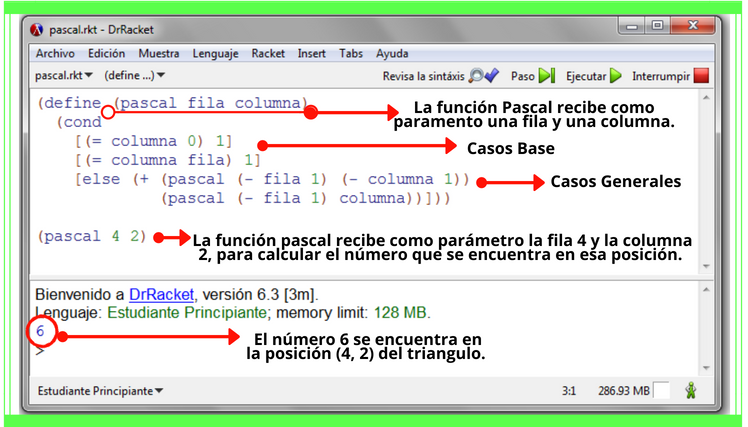 pascal.rkt - DrRacket
Archivo Edición Muestra Lenguaje Racket Insert Tabs Ayuda
pascal.rkt (define ...) Revisa la sintáxis Paso Ejecutar Interrumpir
(define (pascal fila columna)
(cond
[(= columna 0) 1]
[(= columna fila) 1]
[else (+ (pascal (- fila 1) (- columna 1))
(pascal (- fila 1) columna))]))
La función Pascal recibe como
paramento una fila y una columna.
Casos Base
Casos Generales
(pascal 4 2)
La función pascal recibe como parámetro la fila 4 y la columna
2, para calcular el número que se encuentra en esa posición.
Bienvenido a DrRacket, versión 6.3 [3m].
Lenguaje: Estudiante Principiante; memory limit: 128 MB.
6
>
El número 6 se encuentra en
la posición (4, 2) del triangulo.
Estudiante Principiante 3:1 286.93 MB